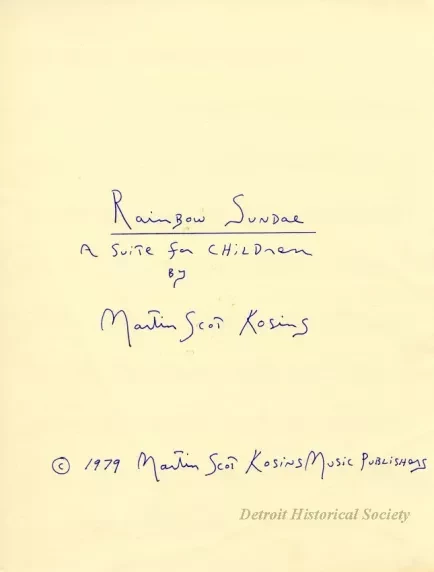 Rainbow Sundae
A Suite for Children
By
Martin Scot Kosins
© 1979 Martin Scot Kosins Music Publishers
Detroit Historical Society